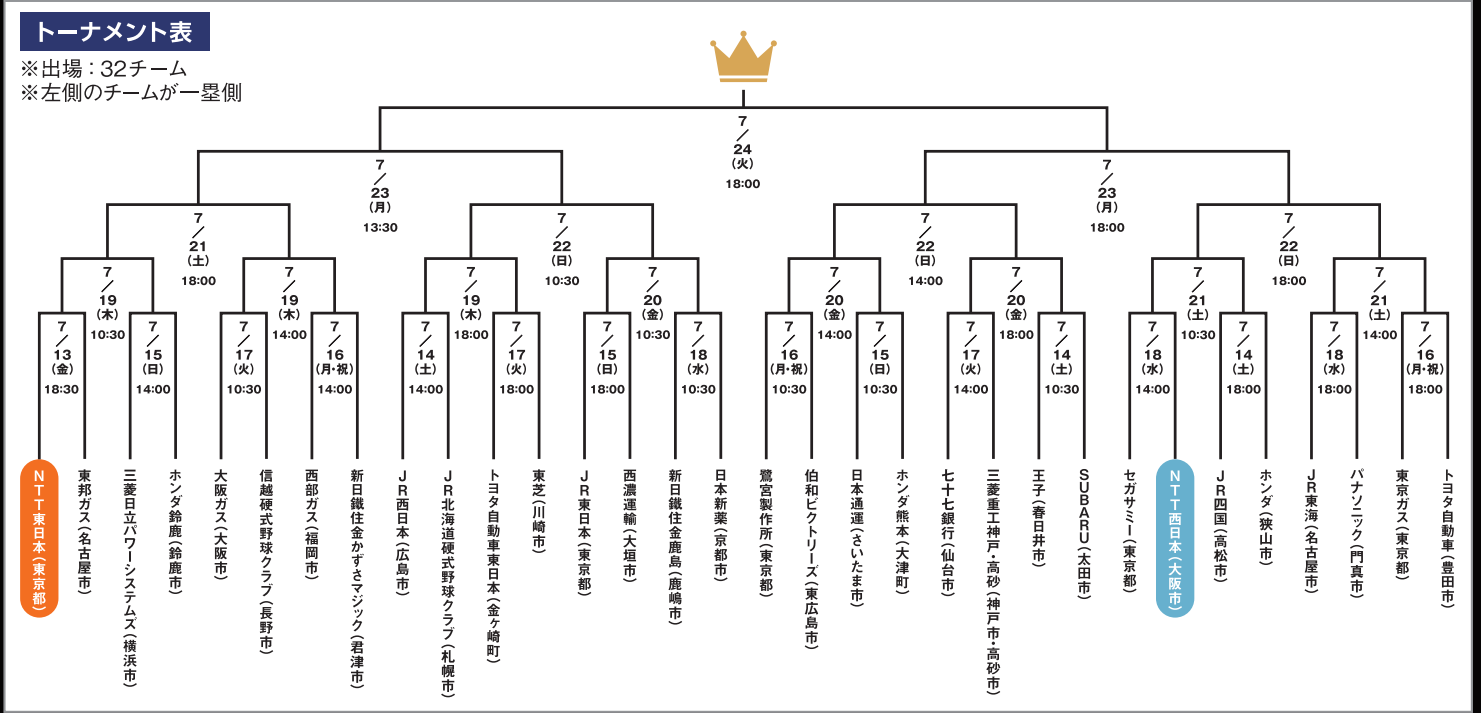 トーナメント表
※出場：32チーム
※左側のチームが一塁側
7／24（火）18:00
7／23（月）13:30
7／23（月）18:00
7／21（土）18:00
7／22（日）10:30
7／22（日）14:00
7／22（日）18:00
7／19（木）10:30
7／19（木）14:00
7／19（木）18:00
7／20（金）10:30
7／20（金）14:00
7／20（金）18:00
7／21（土）10:30
7／21（土）14:00
7／13（金）18:30
7／15（日）14:00
7／17（火）10:30
7／16（月・祝）14:00
7／14（土）14:00
7／17（火）18:00
7／15（日）18:00
7／18（水）10:30
7／16（月・祝）10:30
7／15（日）10:30
7／17（火）14:00
7／14（土）10:30
7／18（水）14:00
7／14（土）18:00
7／18（水）18:00
7／16（月・祝）18:00
NTT東日本（東京都）
東邦ガス（名古屋市）
三菱日立パワーシステムズ（横浜市）
ホンダ鈴鹿（鈴鹿市）
大阪ガス（大阪市）
信越硬式野球クラブ（長野市）
西部ガス（福岡市）
新日鐵住金かずさマジック（君津市）
JR西日本（広島市）
JR北海道硬式野球クラブ（札幌市）
トヨタ自動車東日本（金ヶ崎町）
東芝（川崎市）
JR東日本（東京都）
西濃運輸（大垣市）
新日鐵住金鹿島（鹿嶋市）
日本新薬（京都市）
鷺宮製作所（東京都）
伯和ビクトリーズ（東広島市）
日本通運（さいたま市）
ホンダ熊本（大津町）
七十七銀行（仙台市）
三菱重工神戸・高砂（神戸市・高砂市）
王子（春日井市）
SUBARU（太田市）
セガサミー（東京都）
NTT西日本（大阪市）
JR四国（高松市）
ホンダ（狭山市）
JR東海（名古屋市）
パナソニック（門真市）
東京ガス（東京都）
トヨタ自動車（豊田市）